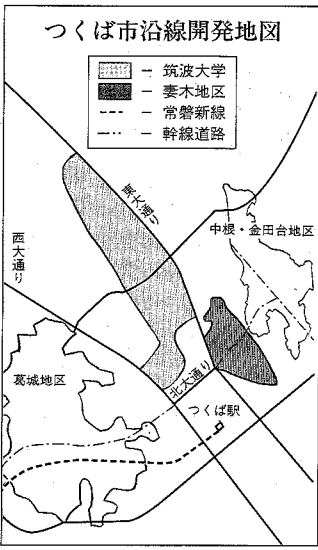 つくば市沿線開発地図
− 筑波大学
− 妻木地区
− 常磐新線
− 幹線道路
東大通り
中根・金田台地区
西大通り
葛城地区
北大通り
つくば駅